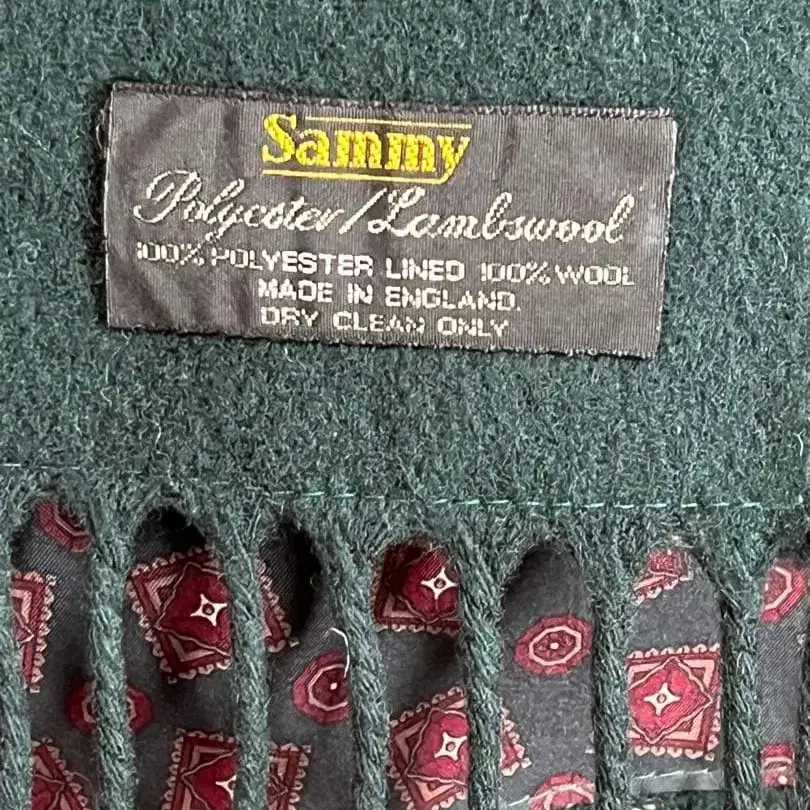 Sammy
Polyester/Lambswool
100% POLYESTER LINED 100% WOOL
MADE IN ENGLAND.
DRY CLEAN ONLY